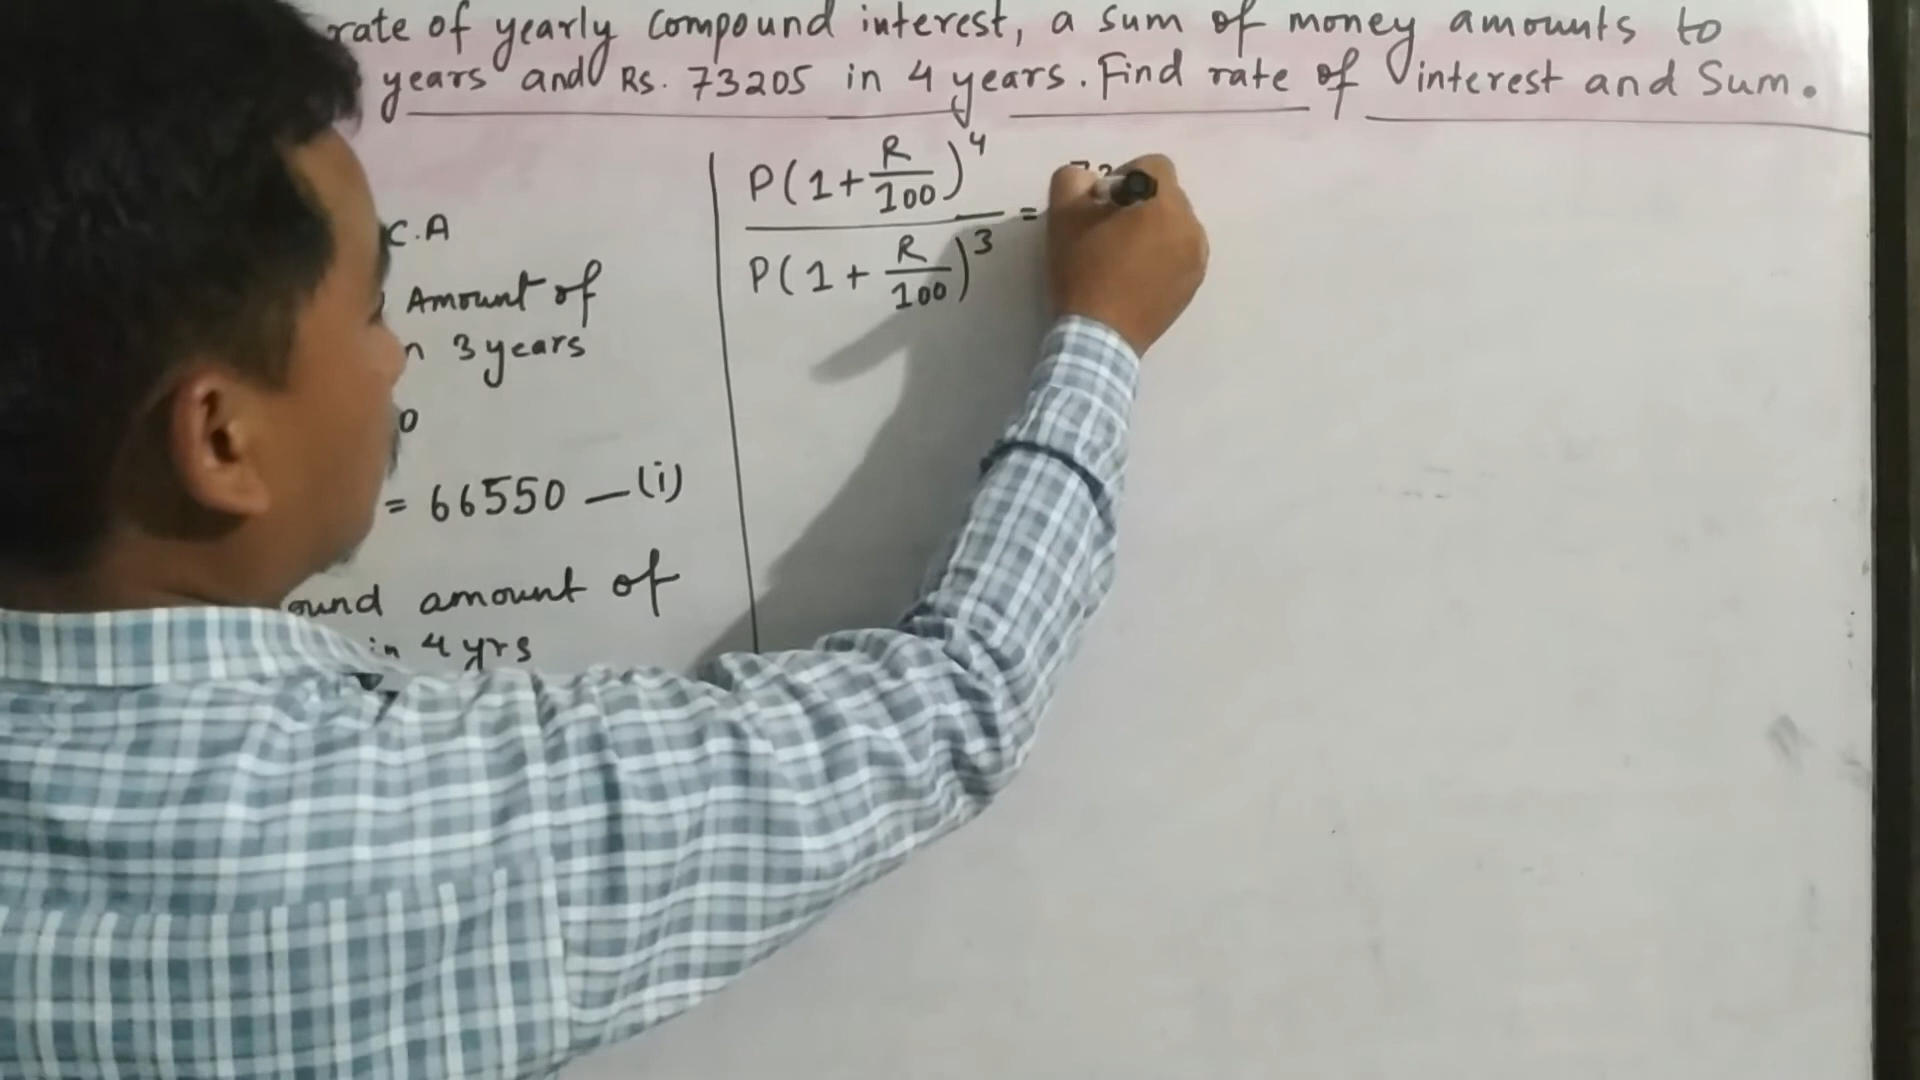 rate of yearly compound interest, a sum of money amounts to
years and Rs. 73205 in 4 years. Find rate of interest and Sum.
C.A
Amount of
n 3 years
0
= 66550 — (i)
ound amount of
in 4 yrs
P(1+R/100)^4
/ P(1+R/100)^3 =